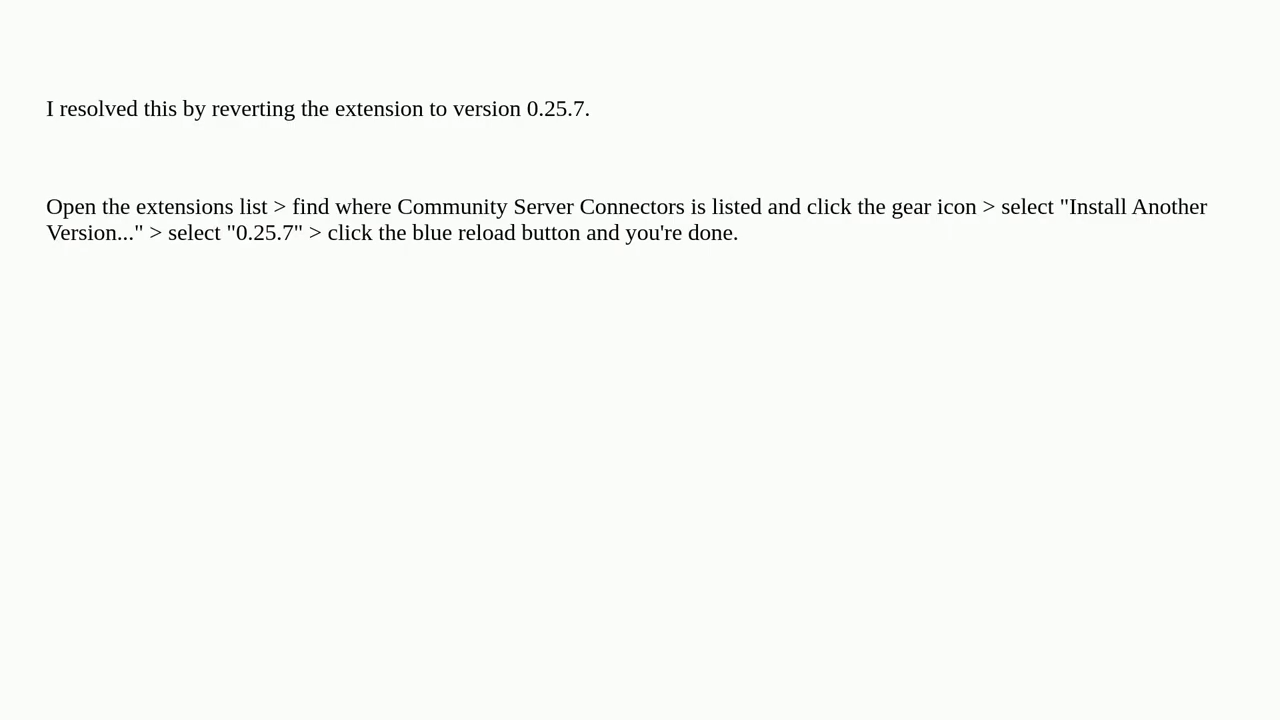 I resolved this by reverting the extension to version 0.25.7.
Open the extensions list > find where Community Server Connectors is listed and click the gear icon > select "Install Another
Version..." > select "0.25.7" > click the blue reload button and you're done.